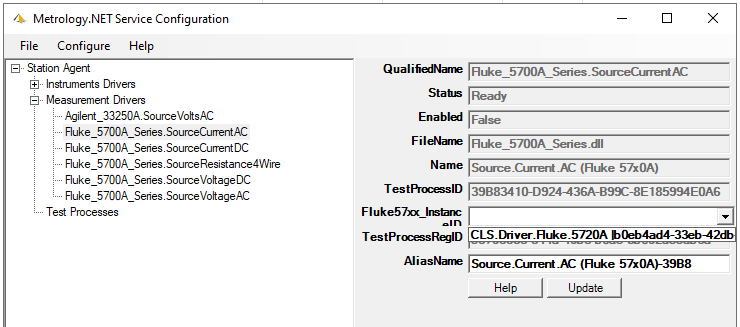 Metrology.NET Service Configuration
File Configure Help
Station Agent
Instruments Drivers
Measurement Drivers
Agilent_33250A.SourceVoltsAC
Fluke_5700A_Series.SourceCurrentAC
Fluke_5700A_Series.SourceCurrentDC
Fluke_5700A_Series.SourceResistance4Wire
Fluke_5700A_Series.SourceVoltageDC
Fluke_5700A_Series.SourceVoltageAC
Test Processes
QualifiedName Fluke_5700A_Series.SourceCurrentAC
Status Ready
Enabled False
FileName Fluke_5700A_Series.dll
Name Source.Current.AC (Fluke 57x0A)
TestProcessID 39B83410-D924-436A-B99C-8E185994E0A6
Fluke57xx_Instanc
eID
CLS.Driver.Fluke.5720A |b0eb4ad4-33eb-42db-
TestProcessRegID
AliasName Source.Current.AC (Fluke 57x0A)-39B8
Help Update